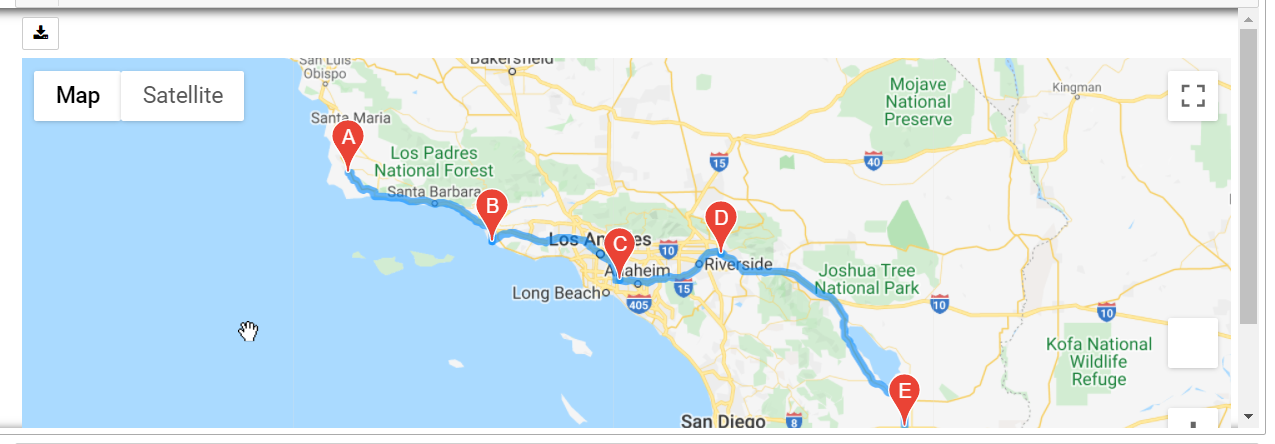 San Luis
Obispo
Bakersfield
Map
Satellite
Mojave
National
Preserve
Kingman
Santa Maria
A
Los Padres
National Forest
15
40
Santa Barbara
B
D
Los Angeles
C
10
Anaheim
Riverside
Joshua Tree
National Park
Long Beach
15
405
10
10
Kofa National
Wildlife
Refuge
E
San Diego
8